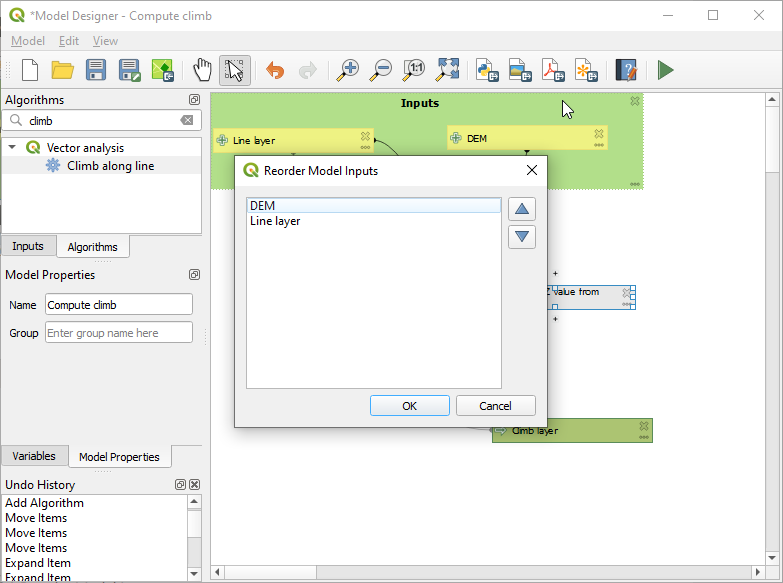 *Model Designer - Compute climb
Model Edit View
1:1
Algorithms
climb
Vector analysis
Climb along line
Inputs Algorithms
Model Properties
Name Compute climb
Group Enter group name here
Variables Model Properties
Undo History
Add Algorithm
Move Items
Move Items
Move Items
Expand Item
Expand Item
Inputs
Line layer
DEM
Reorder Model Inputs
DEM
Line layer
OK Cancel
value from
Climb layer